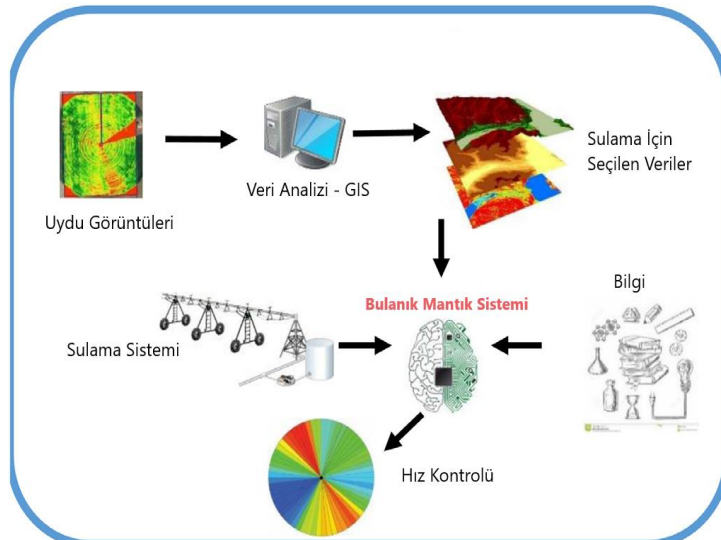 Uydu Görüntüleri
Veri Analizi - GIS
Sulama İçin
Seçilen Veriler
Bulanık Mantık Sistemi
Bilgi
Sulama Sistemi
Hız Kontrolü